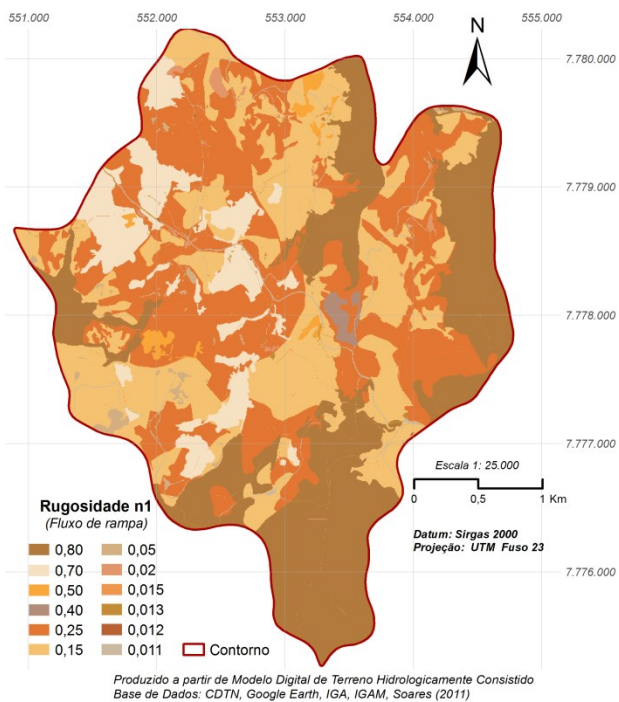 551.000 552.000 553.000 554.000 555.000
N
7.780.000
7.779.000
7.778.000
7.777.000
7.776.000
Escala 1: 25.000
0 0,5 1 Km
Datum: Sirgas 2000
Projeção: UTM Fuso 23
Rugosidade n1
(Fluxo de rampa)
0,80 0,05
0,70 0,02
0,50 0,015
0,40 0,013
0,25 0,012
0,15 0,011 Contorno
Produzido a partir de Modelo Digital de Terreno Hidrologicamente Consistido
Base de Dados: CDTN, Google Earth, IGA, IGAM, Soares (2011)